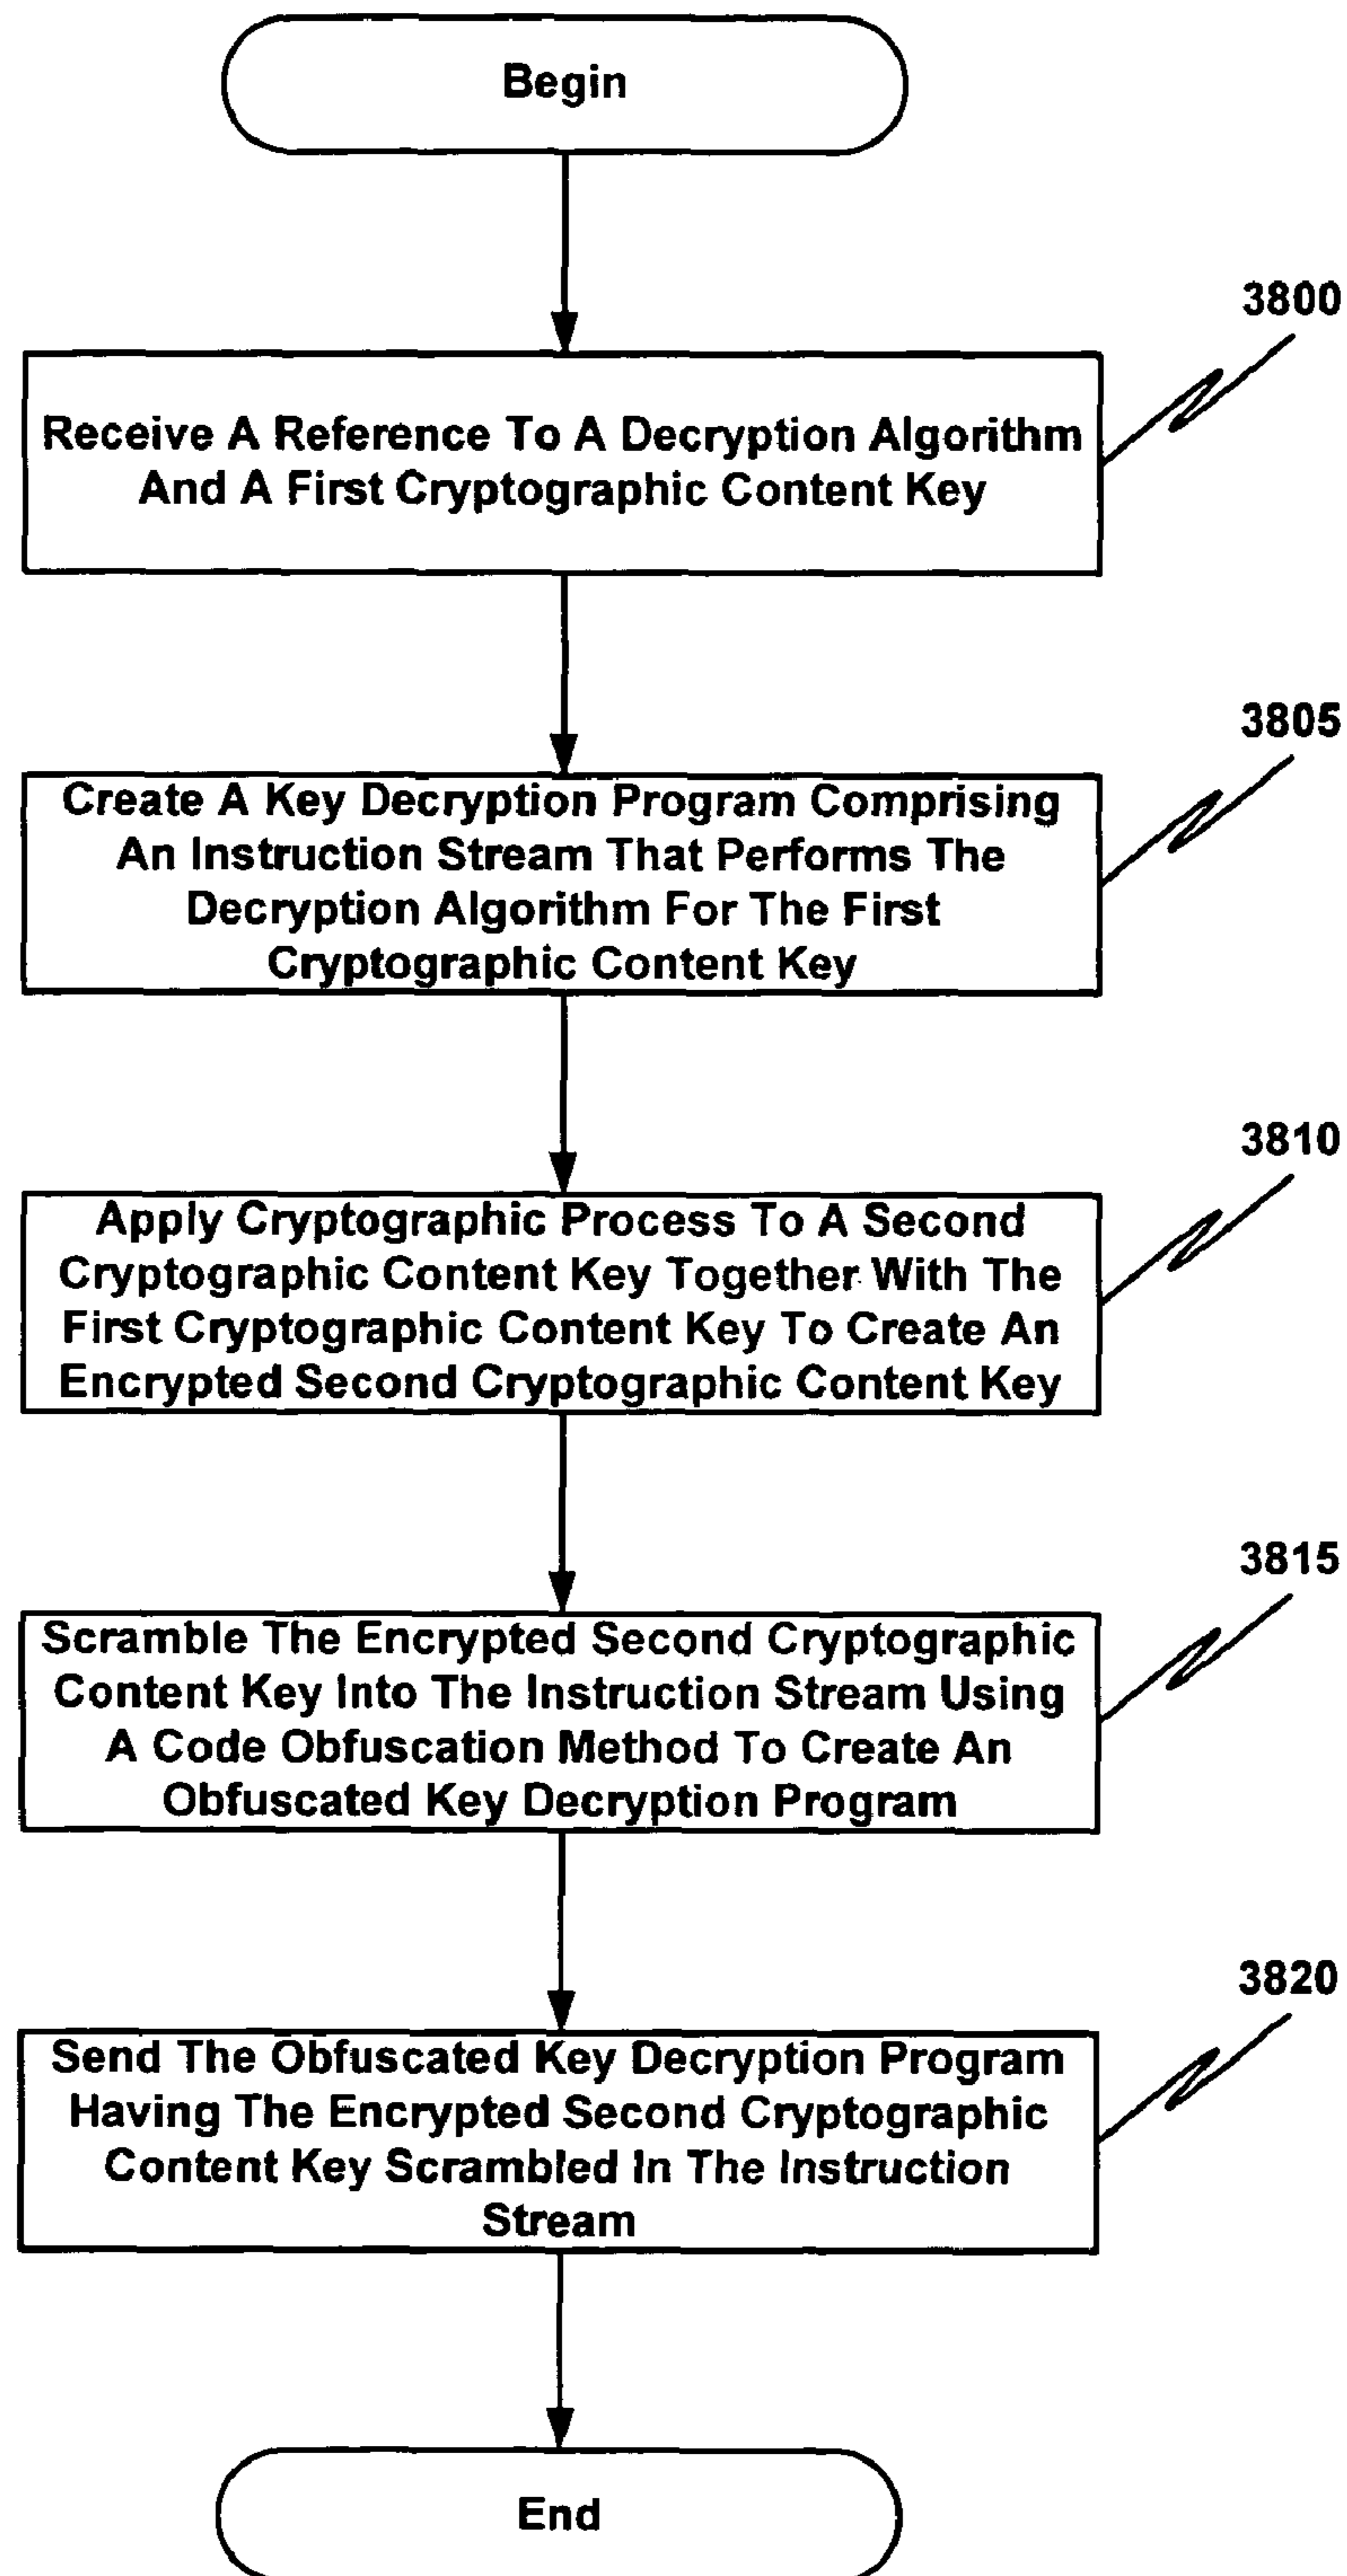 Begin
3800
Receive A Reference To A Decryption Algorithm
And A First Cryptographic Content Key
3805
Create A Key Decryption Program Comprising
An Instruction Stream That Performs The
Decryption Algorithm For The First
Cryptographic Content Key
3810
Apply Cryptographic Process To A Second
Cryptographic Content Key Together With The
First Cryptographic Content Key To Create An
Encrypted Second Cryptographic Content Key
3815
Scramble The Encrypted Second Cryptographic
Content Key Into The Instruction Stream Using
A Code Obfuscation Method To Create An
Obfuscated Key Decryption Program
3820
Send The Obfuscated Key Decryption Program
Having The Encrypted Second Cryptographic
Content Key Scrambled In The Instruction
Stream
End